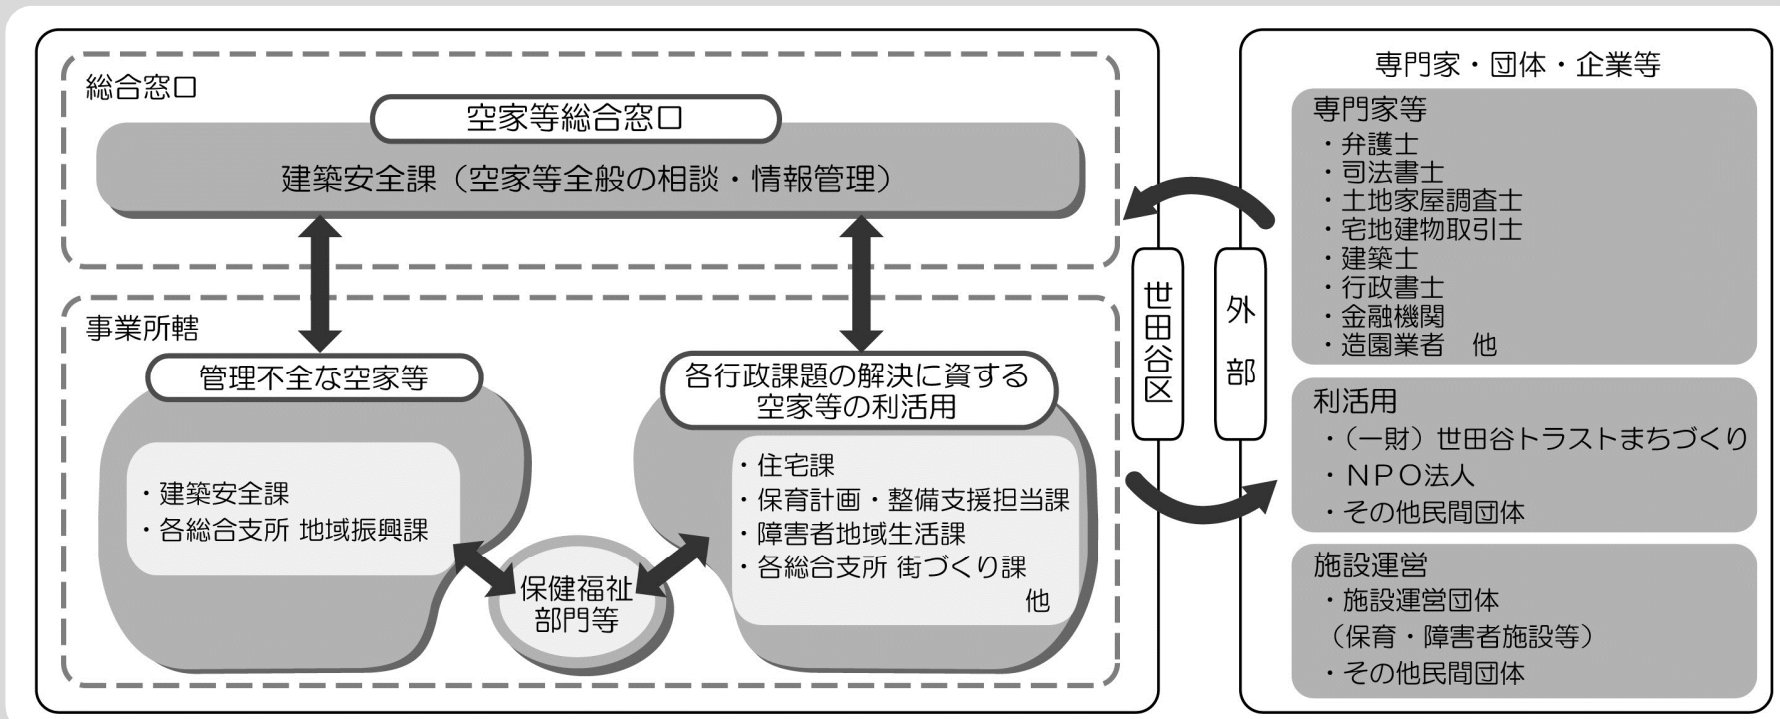 総合窓口
空家等総合窓口
建築安全課（空家等全般の相談・情報管理）
事業所轄
管理不全な空家等
・建築安全課
・各総合支所 地域振興課
保健福祉
部門等
各行政課題の解決に資する
空家等の利活用
・住宅課
・保育計画・整備支援担当課
・障害者地域生活課
・各総合支所 街づくり課
他
世田谷区
外部
専門家・団体・企業等
専門家等
・弁護士
・司法書士
・土地家屋調査士
・宅地建物取引士
・建築士
・行政書士
・金融機関
・造園業者　他
利活用
・（一財）世田谷トラストまちづくり
・ＮＰＯ法人
・その他民間団体
施設運営
・施設運営団体
（保育・障害者施設等）
・その他民間団体